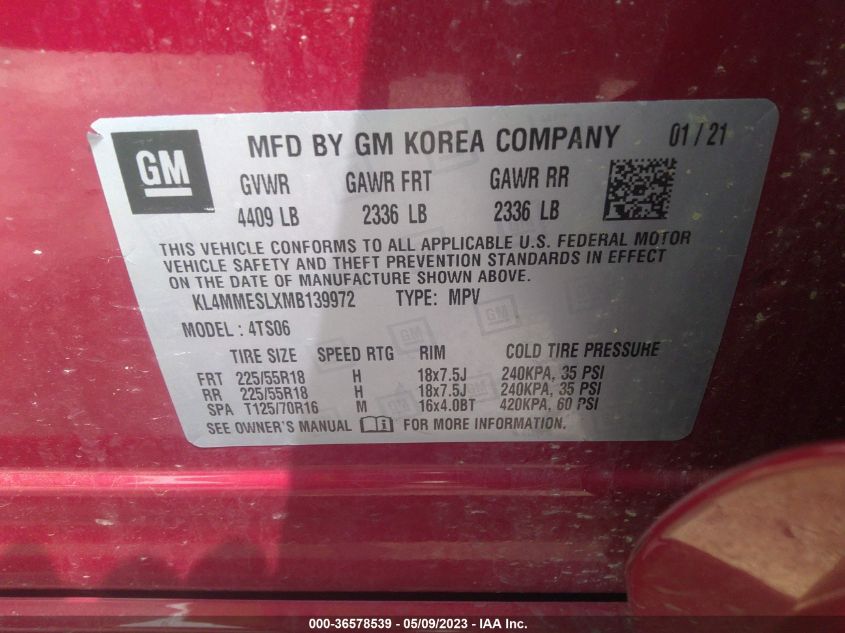 GM MFD BY GM KOREA COMPANY 01 / 21
GVWR GAWR FRT GAWR RR
4409 LB 2336 LB 2336 LB
THIS VEHICLE CONFORMS TO ALL APPLICABLE U.S. FEDERAL MOTOR
VEHICLE SAFETY AND THEFT PREVENTION STANDARDS IN EFFECT
ON THE DATE OF MANUFACTURE SHOWN ABOVE.
KL4MMESLXMB139972 TYPE: MPV
MODEL : 4TS06
TIRE SIZE SPEED RTG RIM COLD TIRE PRESSURE
FRT 225/55R18 H 18x7.5J 240KPA, 35 PSI
RR 225/55R18 H 18x7.5J 240KPA, 35 PSI
SPA T125/70R16 M 16x4.0BT 420KPA, 60 PSI
SEE OWNER'S MANUAL FOR MORE INFORMATION.
000-36578539 - 05/09/2023 - IAA Inc.